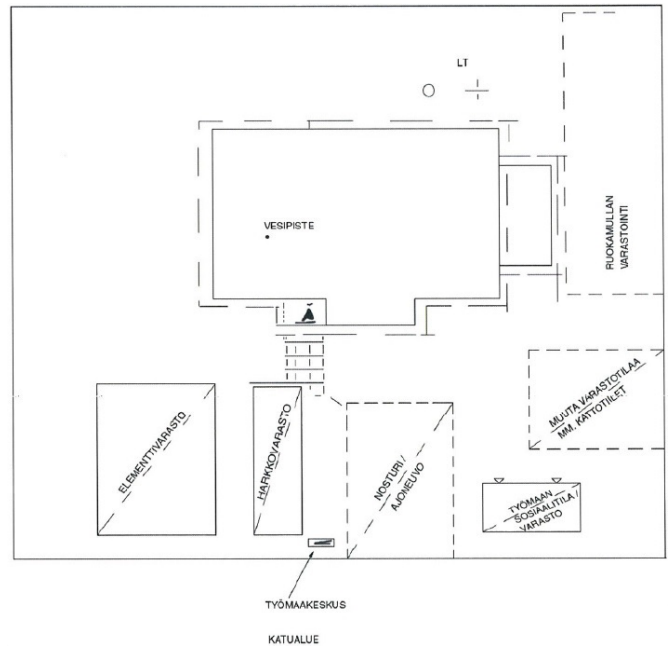 LT
VESIPISTE
RUOKAMULLAN
VARASTOINTI
ELEMENTTIVARASTO
HARKKOVARASTO
NOSTURI /
AJONEUVO
MUUTA VARASTOTILAA
MM. KATTOTIILET
TYÖMAAN
SOSIAALITILA /
VARASTO
TYÖMAAKESKUS
KATUALUE